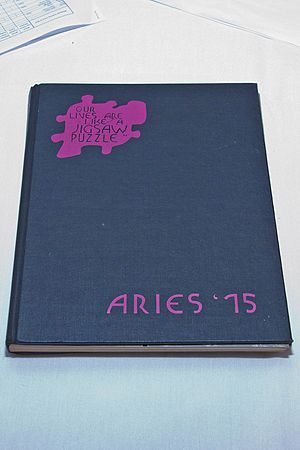 "OUR
LIVES ARE
LIKE A
JIGSAW
PUZZLE"
ARIES '75